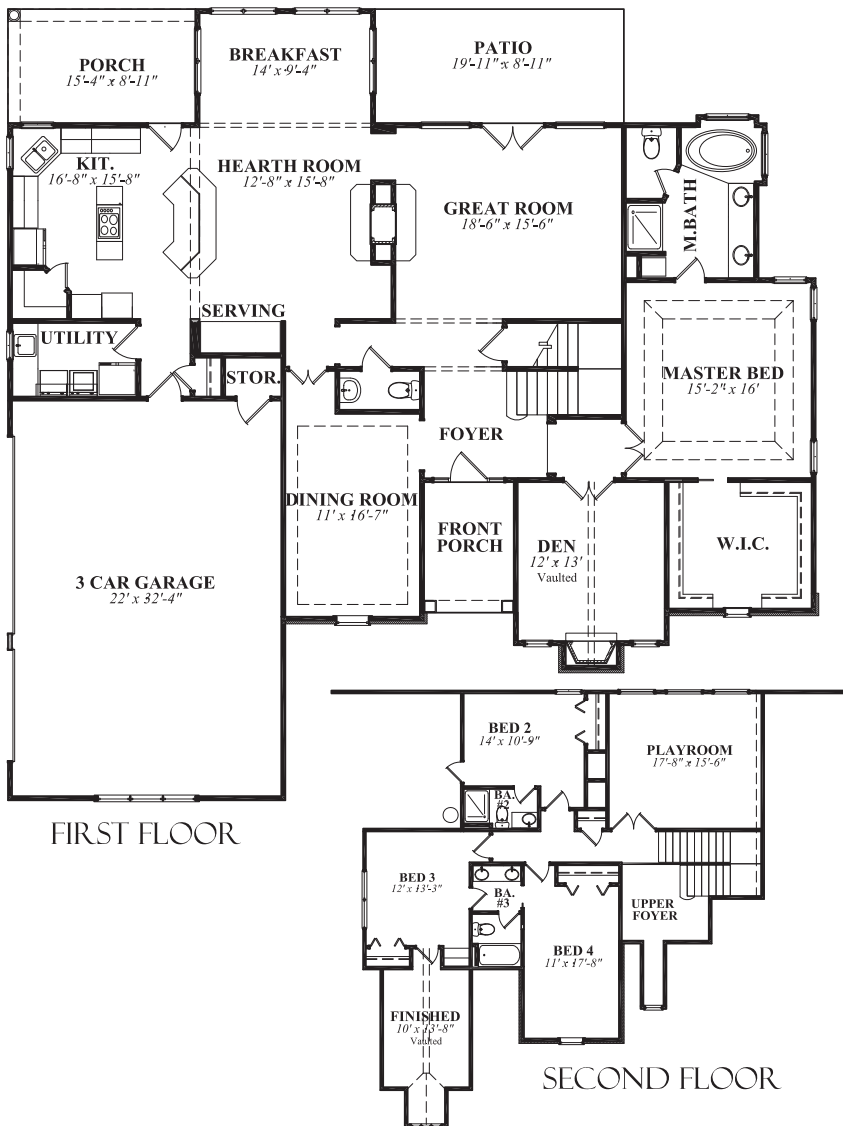 PORCH
15'-4" x 8'-11"
BREAKFAST
14' x 9'-4"
PATIO
19'-11" x 8'-11"
KIT.
16'-8" x 15'-8"
HEARTH ROOM
12'-8" x 15'-8"
GREAT ROOM
18'-6" x 15'-6"
M.BATH
SERVING
UTILITY
STOR.
MASTER BED
15'-2" x 16'
FOYER
DINING ROOM
11' x 16'-7"
FRONT
PORCH
DEN
12' x 13'
Vaulted
W.I.C.
3 CAR GARAGE
22' x 32'-4"
FIRST FLOOR
BED 2
14' x 10'-9"
PLAYROOM
17'-8" x 15'-6"
BA.
#2
BED 3
12' x 13'-3"
BA.
#3
UPPER
FOYER
BED 4
11' x 17'-8"
FINISHED
10' x 13'-8"
Vaulted
SECOND FLOOR